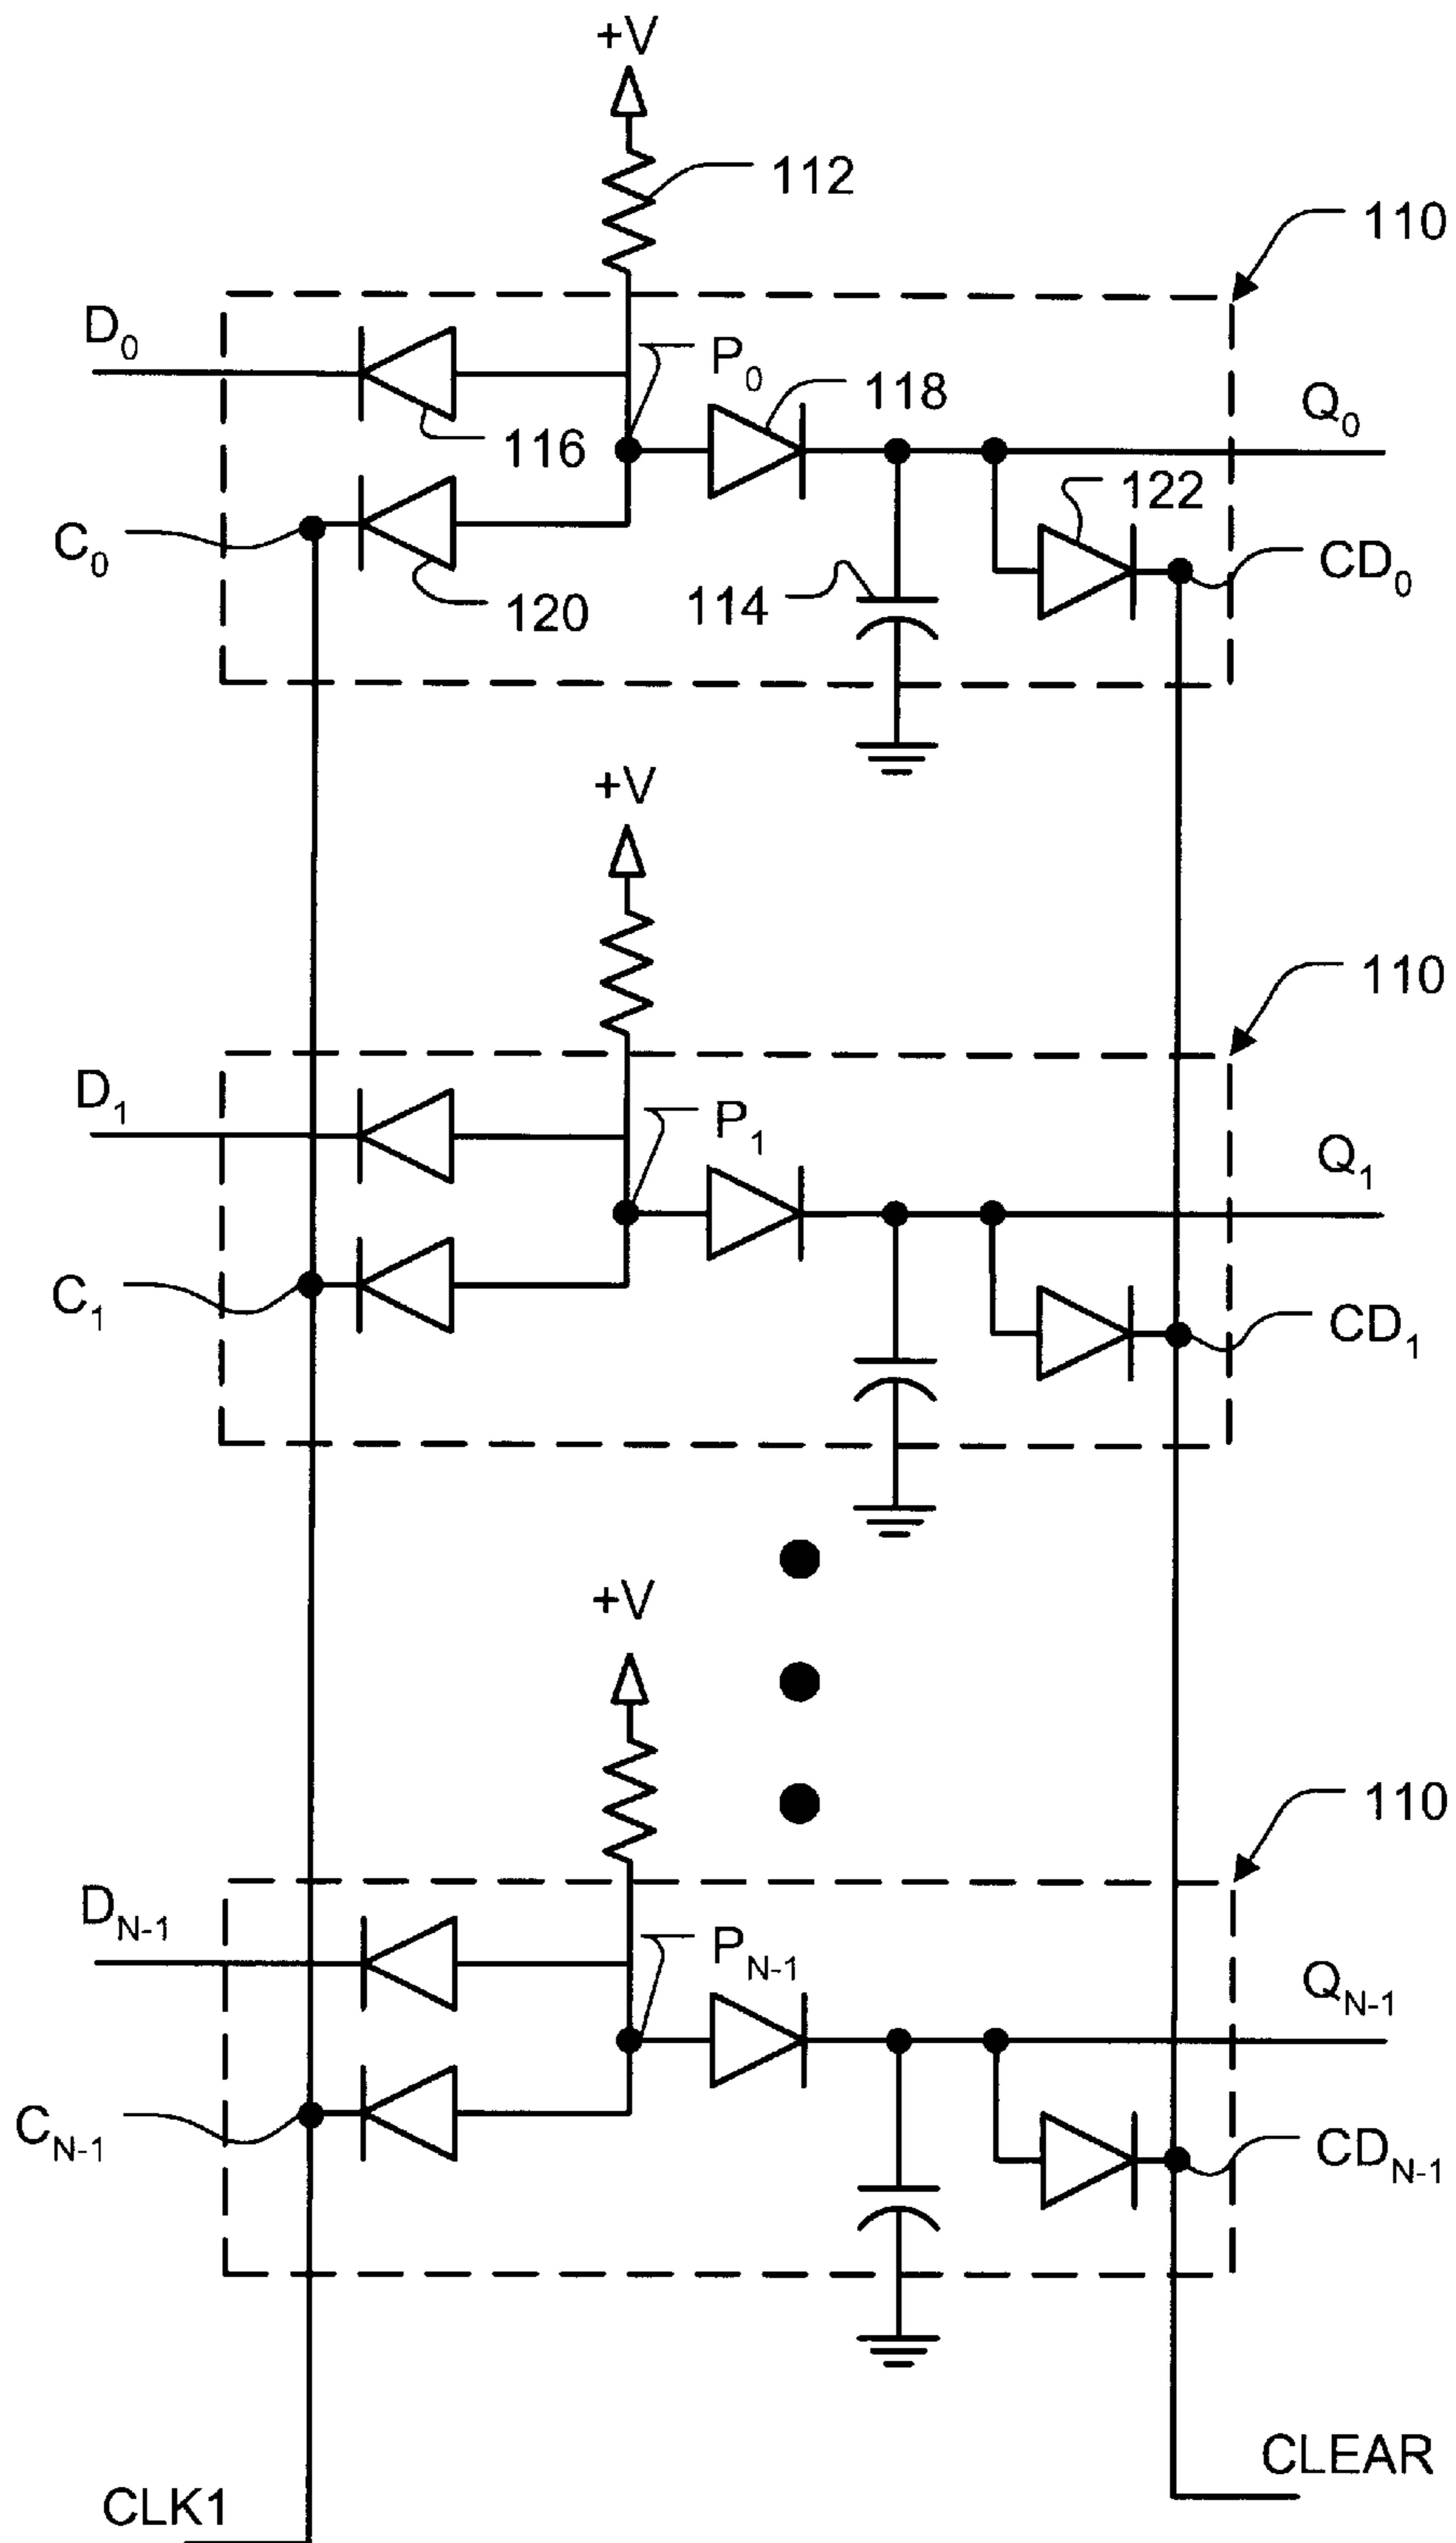 +V
112
110
D0
P0
118
Q0
116
122
C0
CD0
120
114
+V
110
D1
P1
Q1
C1
CD1
+V
110
DN-1
PN-1
QN-1
CN-1
CDN-1
CLEAR
CLK1